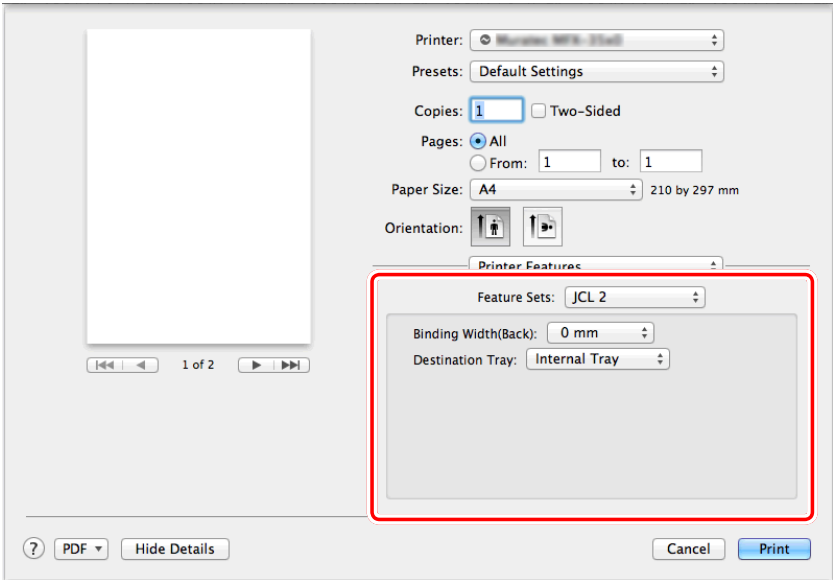 Printer:
Presets: Default Settings
Copies: 1 Two-Sided
Pages: All
From: 1 to: 1
Paper Size: A4 210 by 297 mm
Orientation:
Printer Features
Feature Sets: JCL 2
Binding Width(Back): 0 mm
Destination Tray: Internal Tray
1 of 2
? PDF Hide Details Cancel Print